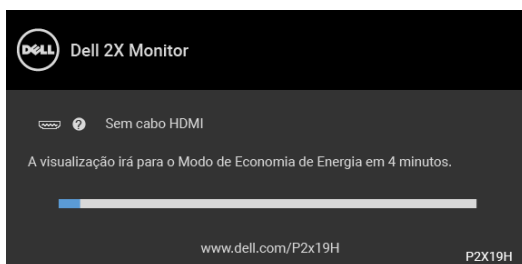 DELL Dell 2X Monitor
Sem cabo HDMI
A visualização irá para o Modo de Economia de Energia em 4 minutos.
www.dell.com/P2x19H
P2X19H